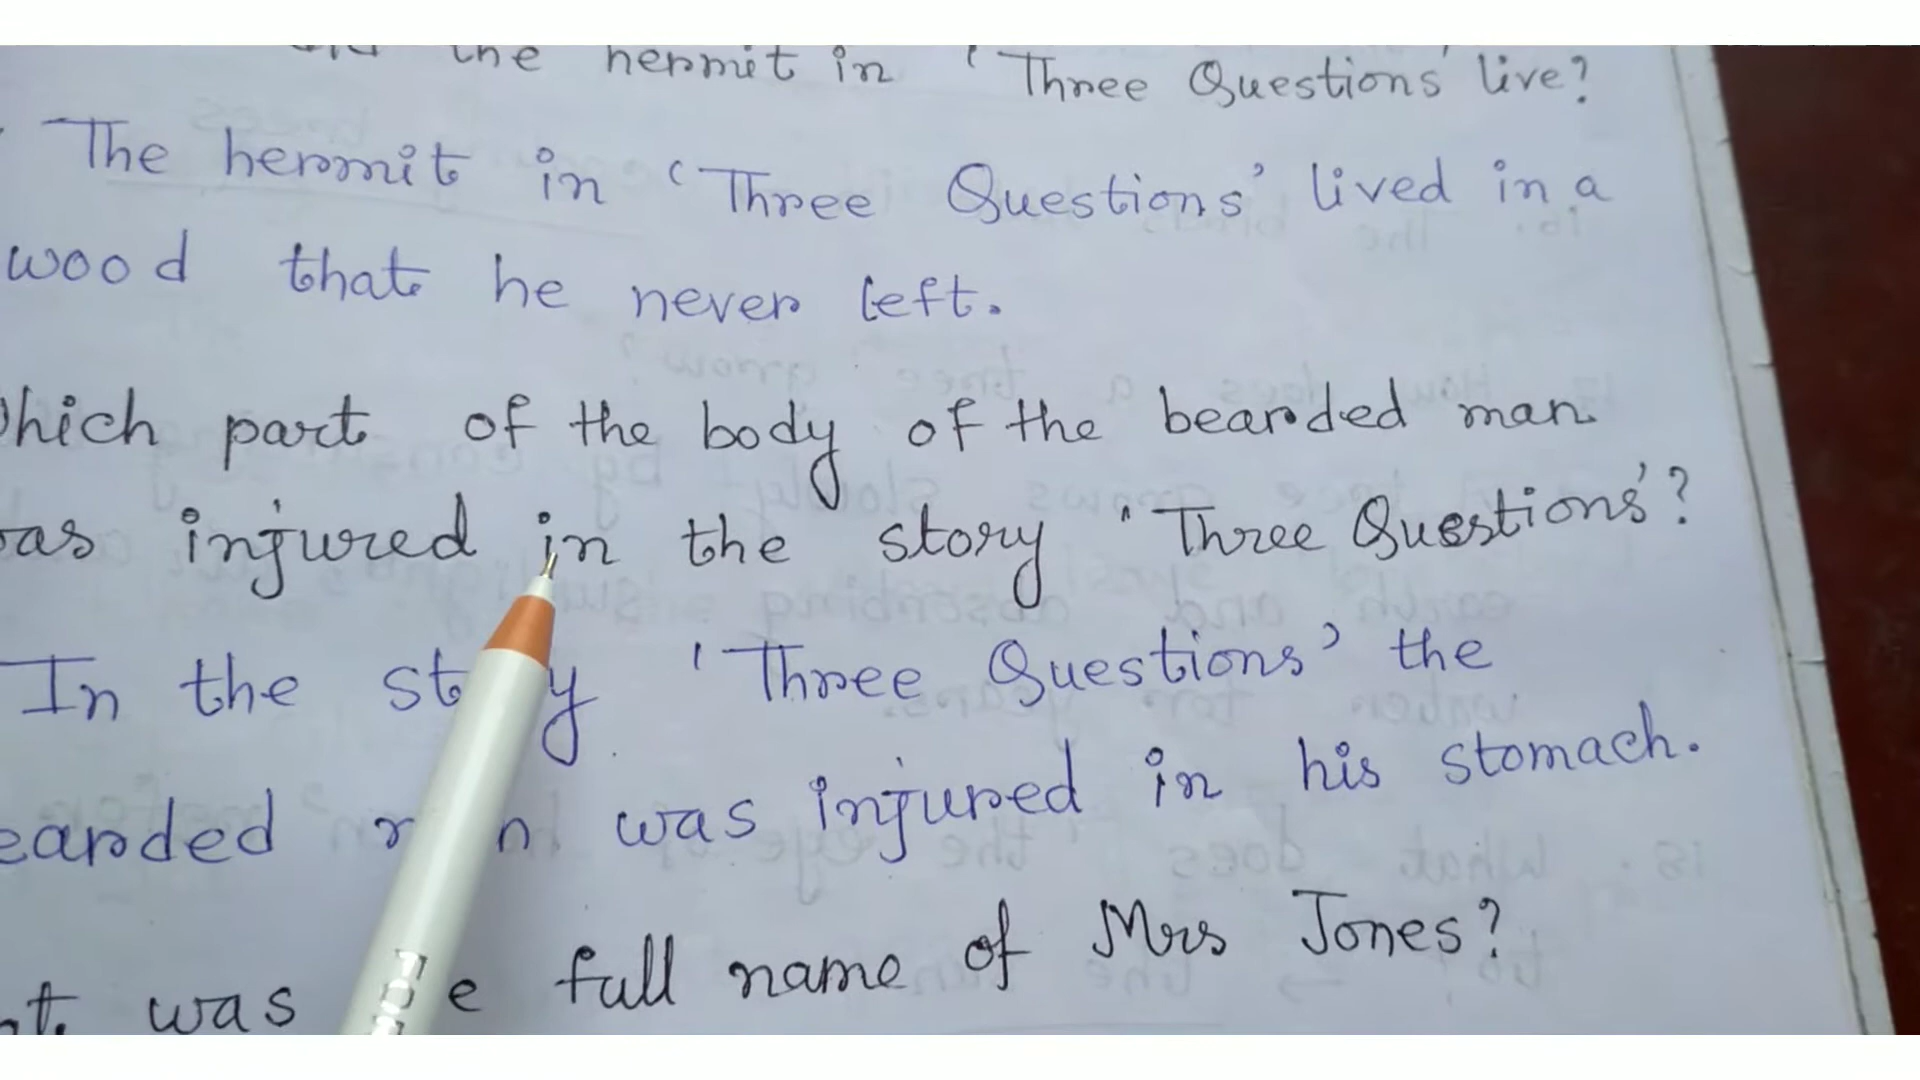 the hermit in 'Three Questions' live?
The hermit in 'Three Questions' lived in a
wood that he never left.
hich part of the body of the bearded man
as injured in the story 'Three Questions'?
In the story 'Three Questions' the
earded was injured in his stomach.
was full name of Mrs Jones?